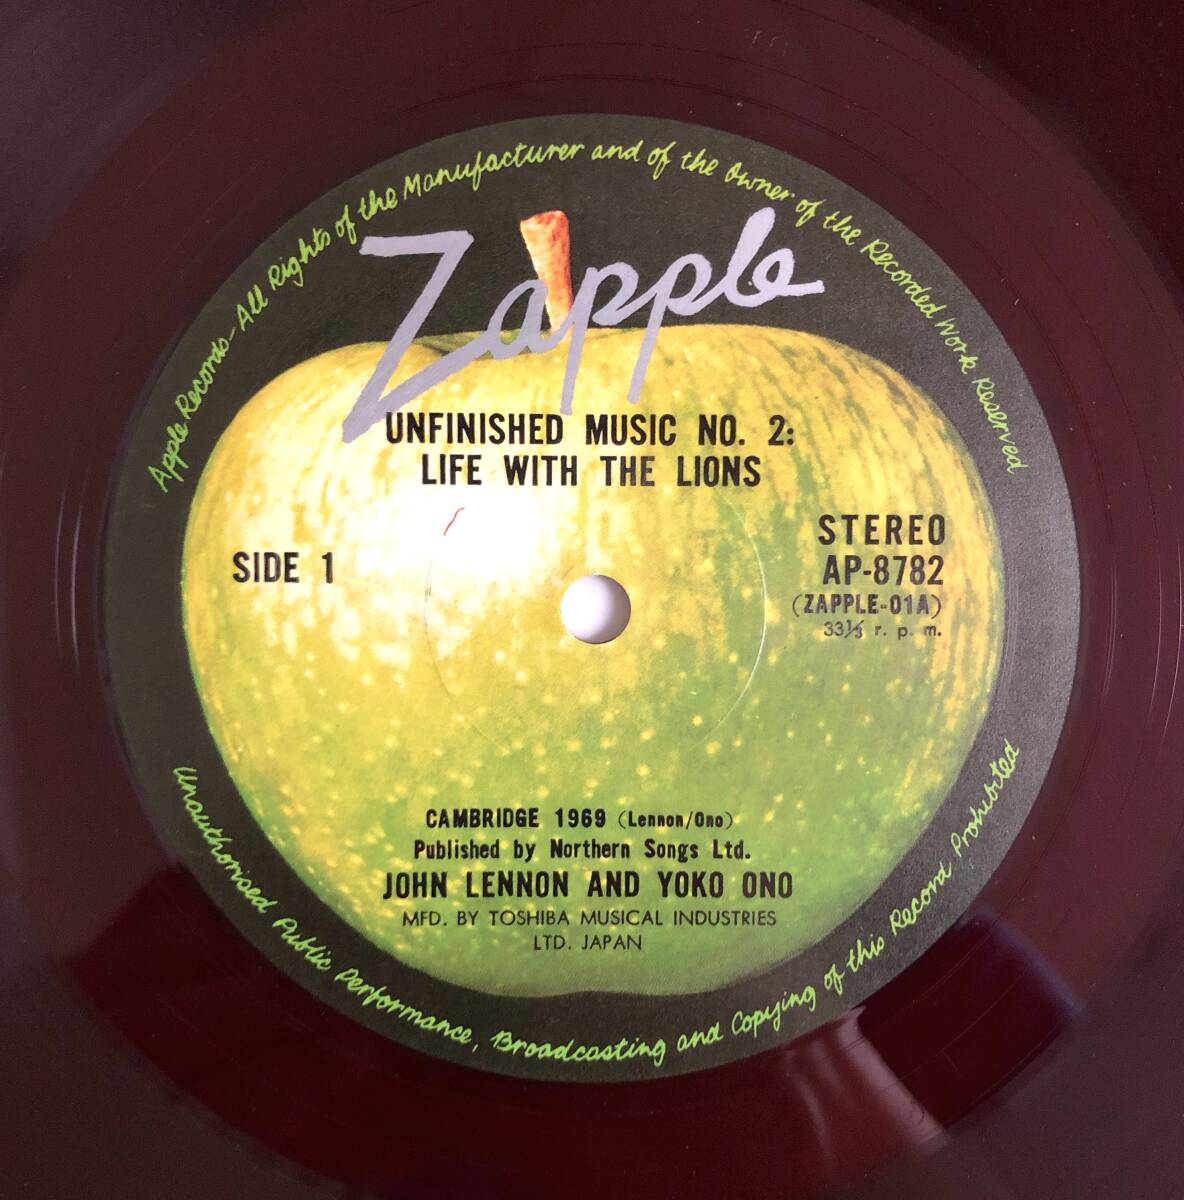 Apple Records - All Rights of the Manufacturer and of the Owner of the Recorded Work Reserved
Zapple
UNFINISHED MUSIC NO. 2:
LIFE WITH THE LIONS
SIDE 1
STEREO
AP-8782
(ZAPPLE-01A)
33⅓ r. p. m.
CAMBRIDGE 1969 (Lennon/Ono)
Published by Northern Songs Ltd.
JOHN LENNON AND YOKO ONO
MFD. BY TOSHIBA MUSICAL INDUSTRIES
LTD. JAPAN
Unauthorised Public Performance, Broadcasting and Copying of this Record Prohibited